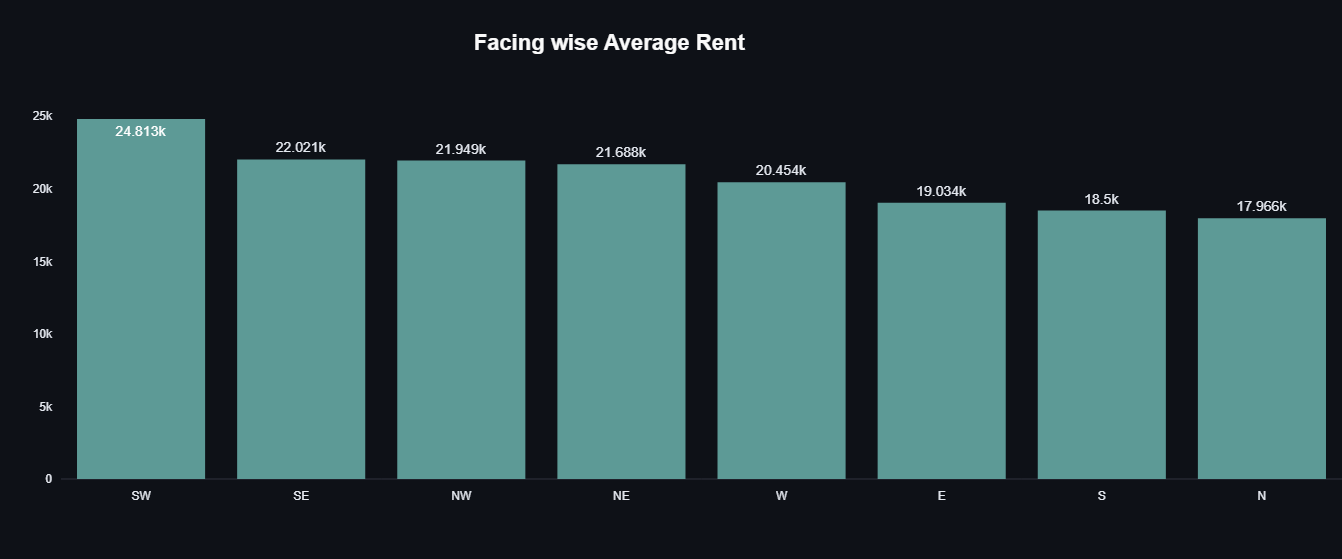 Facing wise Average Rent
25k
20k
15k
10k
5k
0
24.813k
22.021k
21.949k
21.688k
20.454k
19.034k
18.5k
17.966k
SW SE NW NE W E S N